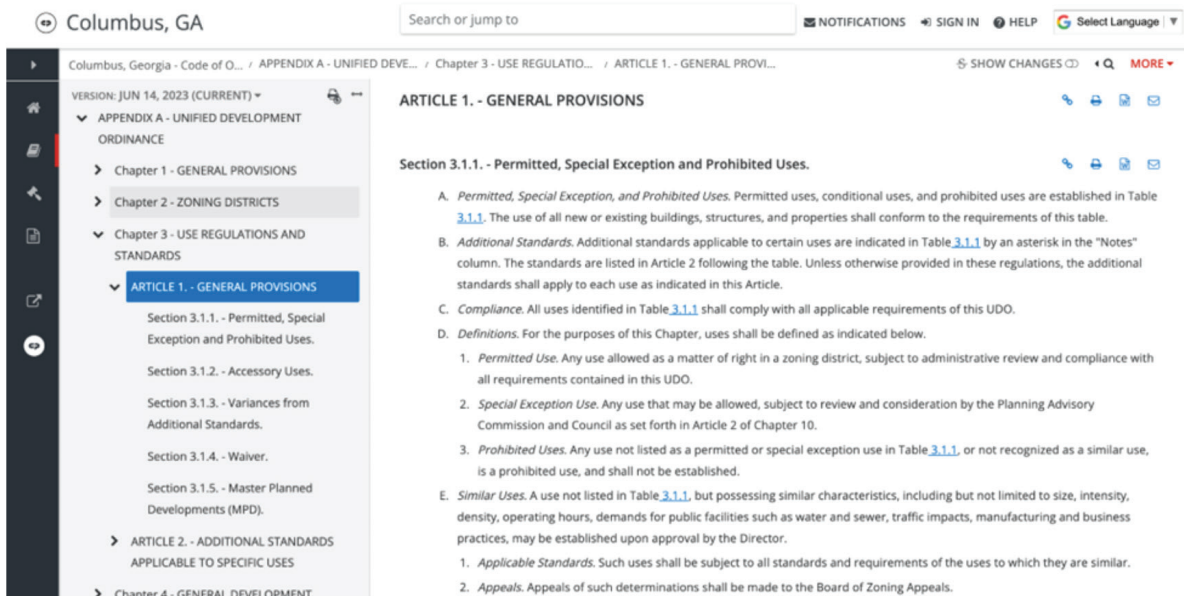 Columbus, GA
Search or jump to
NOTIFICATIONS SIGN IN HELP Select Language ▼
Columbus, Georgia - Code of O... / APPENDIX A - UNIFIED DEVE... / Chapter 3 - USE REGULATIO... / ARTICLE 1. - GENERAL PROVI...
SHOW CHANGES MORE
VERSION: JUN 14, 2023 (CURRENT)
APPENDIX A - UNIFIED DEVELOPMENT
ORDINANCE
Chapter 1 - GENERAL PROVISIONS
Chapter 2 - ZONING DISTRICTS
Chapter 3 - USE REGULATIONS AND
STANDARDS
ARTICLE 1. - GENERAL PROVISIONS
Section 3.1.1. - Permitted, Special
Exception and Prohibited Uses.
Section 3.1.2. - Accessory Uses.
Section 3.1.3. - Variances from
Additional Standards.
Section 3.1.4. - Waiver.
Section 3.1.5. - Master Planned
Developments (MPD).
ARTICLE 2. - ADDITIONAL STANDARDS
APPLICABLE TO SPECIFIC USES
Chapter 4 - GENERAL DEVELOPMENT
ARTICLE 1. - GENERAL PROVISIONS
Section 3.1.1. - Permitted, Special Exception and Prohibited Uses.
A. Permitted, Special Exception, and Prohibited Uses. Permitted uses, conditional uses, and prohibited uses are established in Table
3.1.1. The use of all new or existing buildings, structures, and properties shall conform to the requirements of this table.
B. Additional Standards. Additional standards applicable to certain uses are indicated in Table 3.1.1 by an asterisk in the "Notes"
column. The standards are listed in Article 2 following the table. Unless otherwise provided in these regulations, the additional
standards shall apply to each use as indicated in this Article.
C. Compliance. All uses identified in Table 3.1.1 shall comply with all applicable requirements of this UDO.
D. Definitions. For the purposes of this Chapter, uses shall be defined as indicated below.
1. Permitted Use. Any use allowed as a matter of right in a zoning district, subject to administrative review and compliance with
all requirements contained in this UDO.
2. Special Exception Use. Any use that may be allowed, subject to review and consideration by the Planning Advisory
Commission and Council as set forth in Article 2 of Chapter 10.
3. Prohibited Uses. Any use not listed as a permitted or special exception use in Table 3.1.1, or not recognized as a similar use,
is a prohibited use, and shall not be established.
E. Similar Uses. A use not listed in Table 3.1.1, but possessing similar characteristics, including but not limited to size, intensity,
density, operating hours, demands for public facilities such as water and sewer, traffic impacts, manufacturing and business
practices, may be established upon approval by the Director.
1. Applicable Standards. Such uses shall be subject to all standards and requirements of the uses to which they are similar.
2. Appeals. Appeals of such determinations shall be made to the Board of Zoning Appeals.